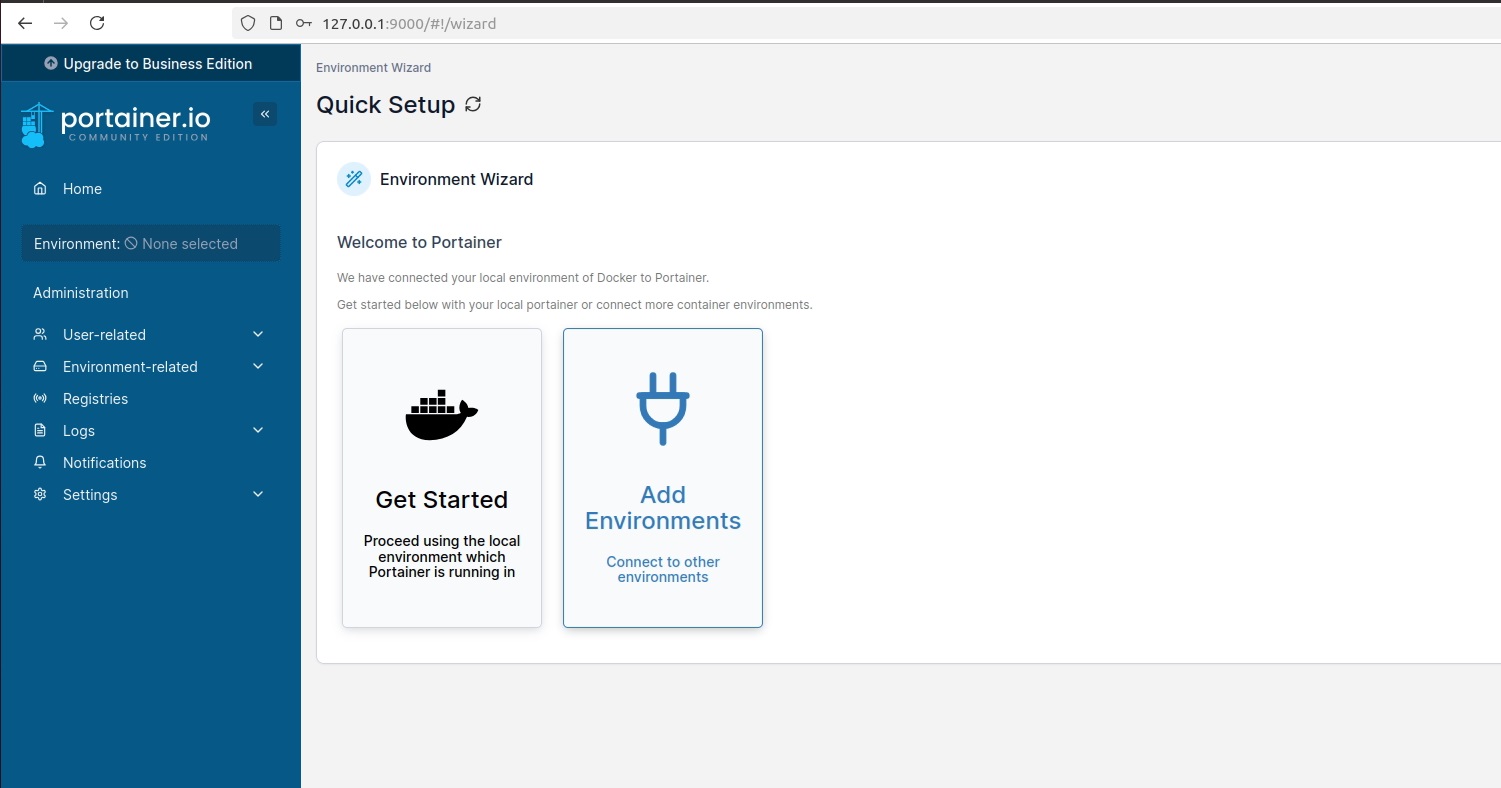 127.0.0.1:9000/#!/wizard
Upgrade to Business Edition
portainer.io
COMMUNITY EDITION
Home
Environment: None selected
Administration
User-related
Environment-related
Registries
Logs
Notifications
Settings
Environment Wizard
Quick Setup
Environment Wizard
Welcome to Portainer
We have connected your local environment of Docker to Portainer.
Get started below with your local portainer or connect more container environments.
Get Started
Proceed using the local
environment which
Portainer is running in
Add
Environments
Connect to other
environments